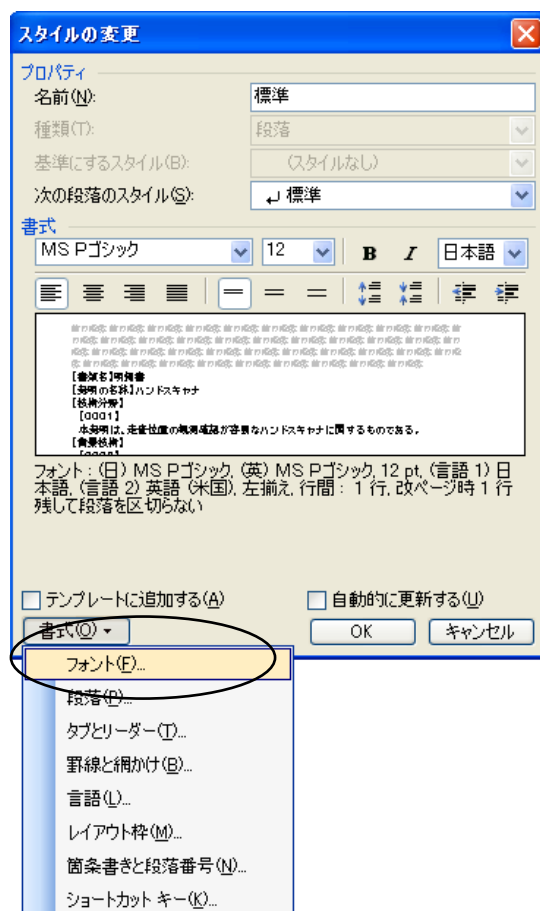 スタイルの変更
プロパティ
名前(N): 標準
種類(T): 段落
基準にするスタイル(B): (スタイルなし)
次の段落のスタイル(S): ↵ 標準
書式
MS Pゴシック 12 B I 日本語
【書類名】明細書
【発明の名称】ハンドスキャナ
【技術分野】
【0001】
本発明は、走査位置の観測確認が容易なハンドスキャナに関するものである。
【背景技術】
フォント : (日) MS Pゴシック, (英) MS Pゴシック, 12 pt, (言語 1) 日
本語, (言語 2) 英語 (米国), 左揃え, 行間 : 1 行, 改ページ時 1 行
残して段落を区切らない
テンプレートに追加する(A) 自動的に更新する(U)
書式(O) OK キャンセル
フォント(F)...
段落(P)...
タブとリーダー(T)...
罫線と網かけ(B)...
言語(L)...
レイアウト枠(M)...
箇条書きと段落番号(N)...
ショートカット キー(K)...